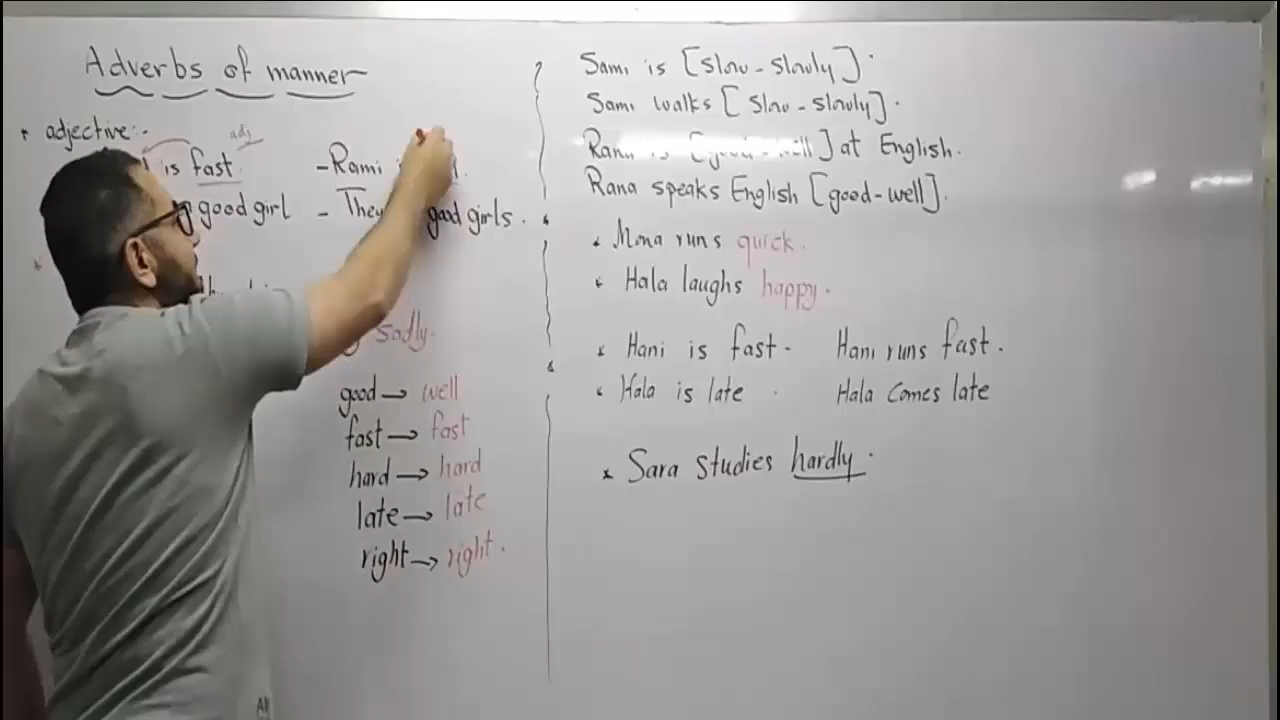 Adverbs of manner
* adjective:-
is fast. adj
- Rami
good girl
- They good girls.
sadly.
good → well
fast → fast
hard → hard
late → late
right → right.
Sami is [slow - slowly].
Sami walks [slow - slowly].
Rana is [good - well] at English.
Rana speaks English [good - well].
* Mona runs quick.
* Hala laughs happy.
* Hani is fast. Hani runs fast.
* Hala is late. Hala comes late
* Sara studies hardly.